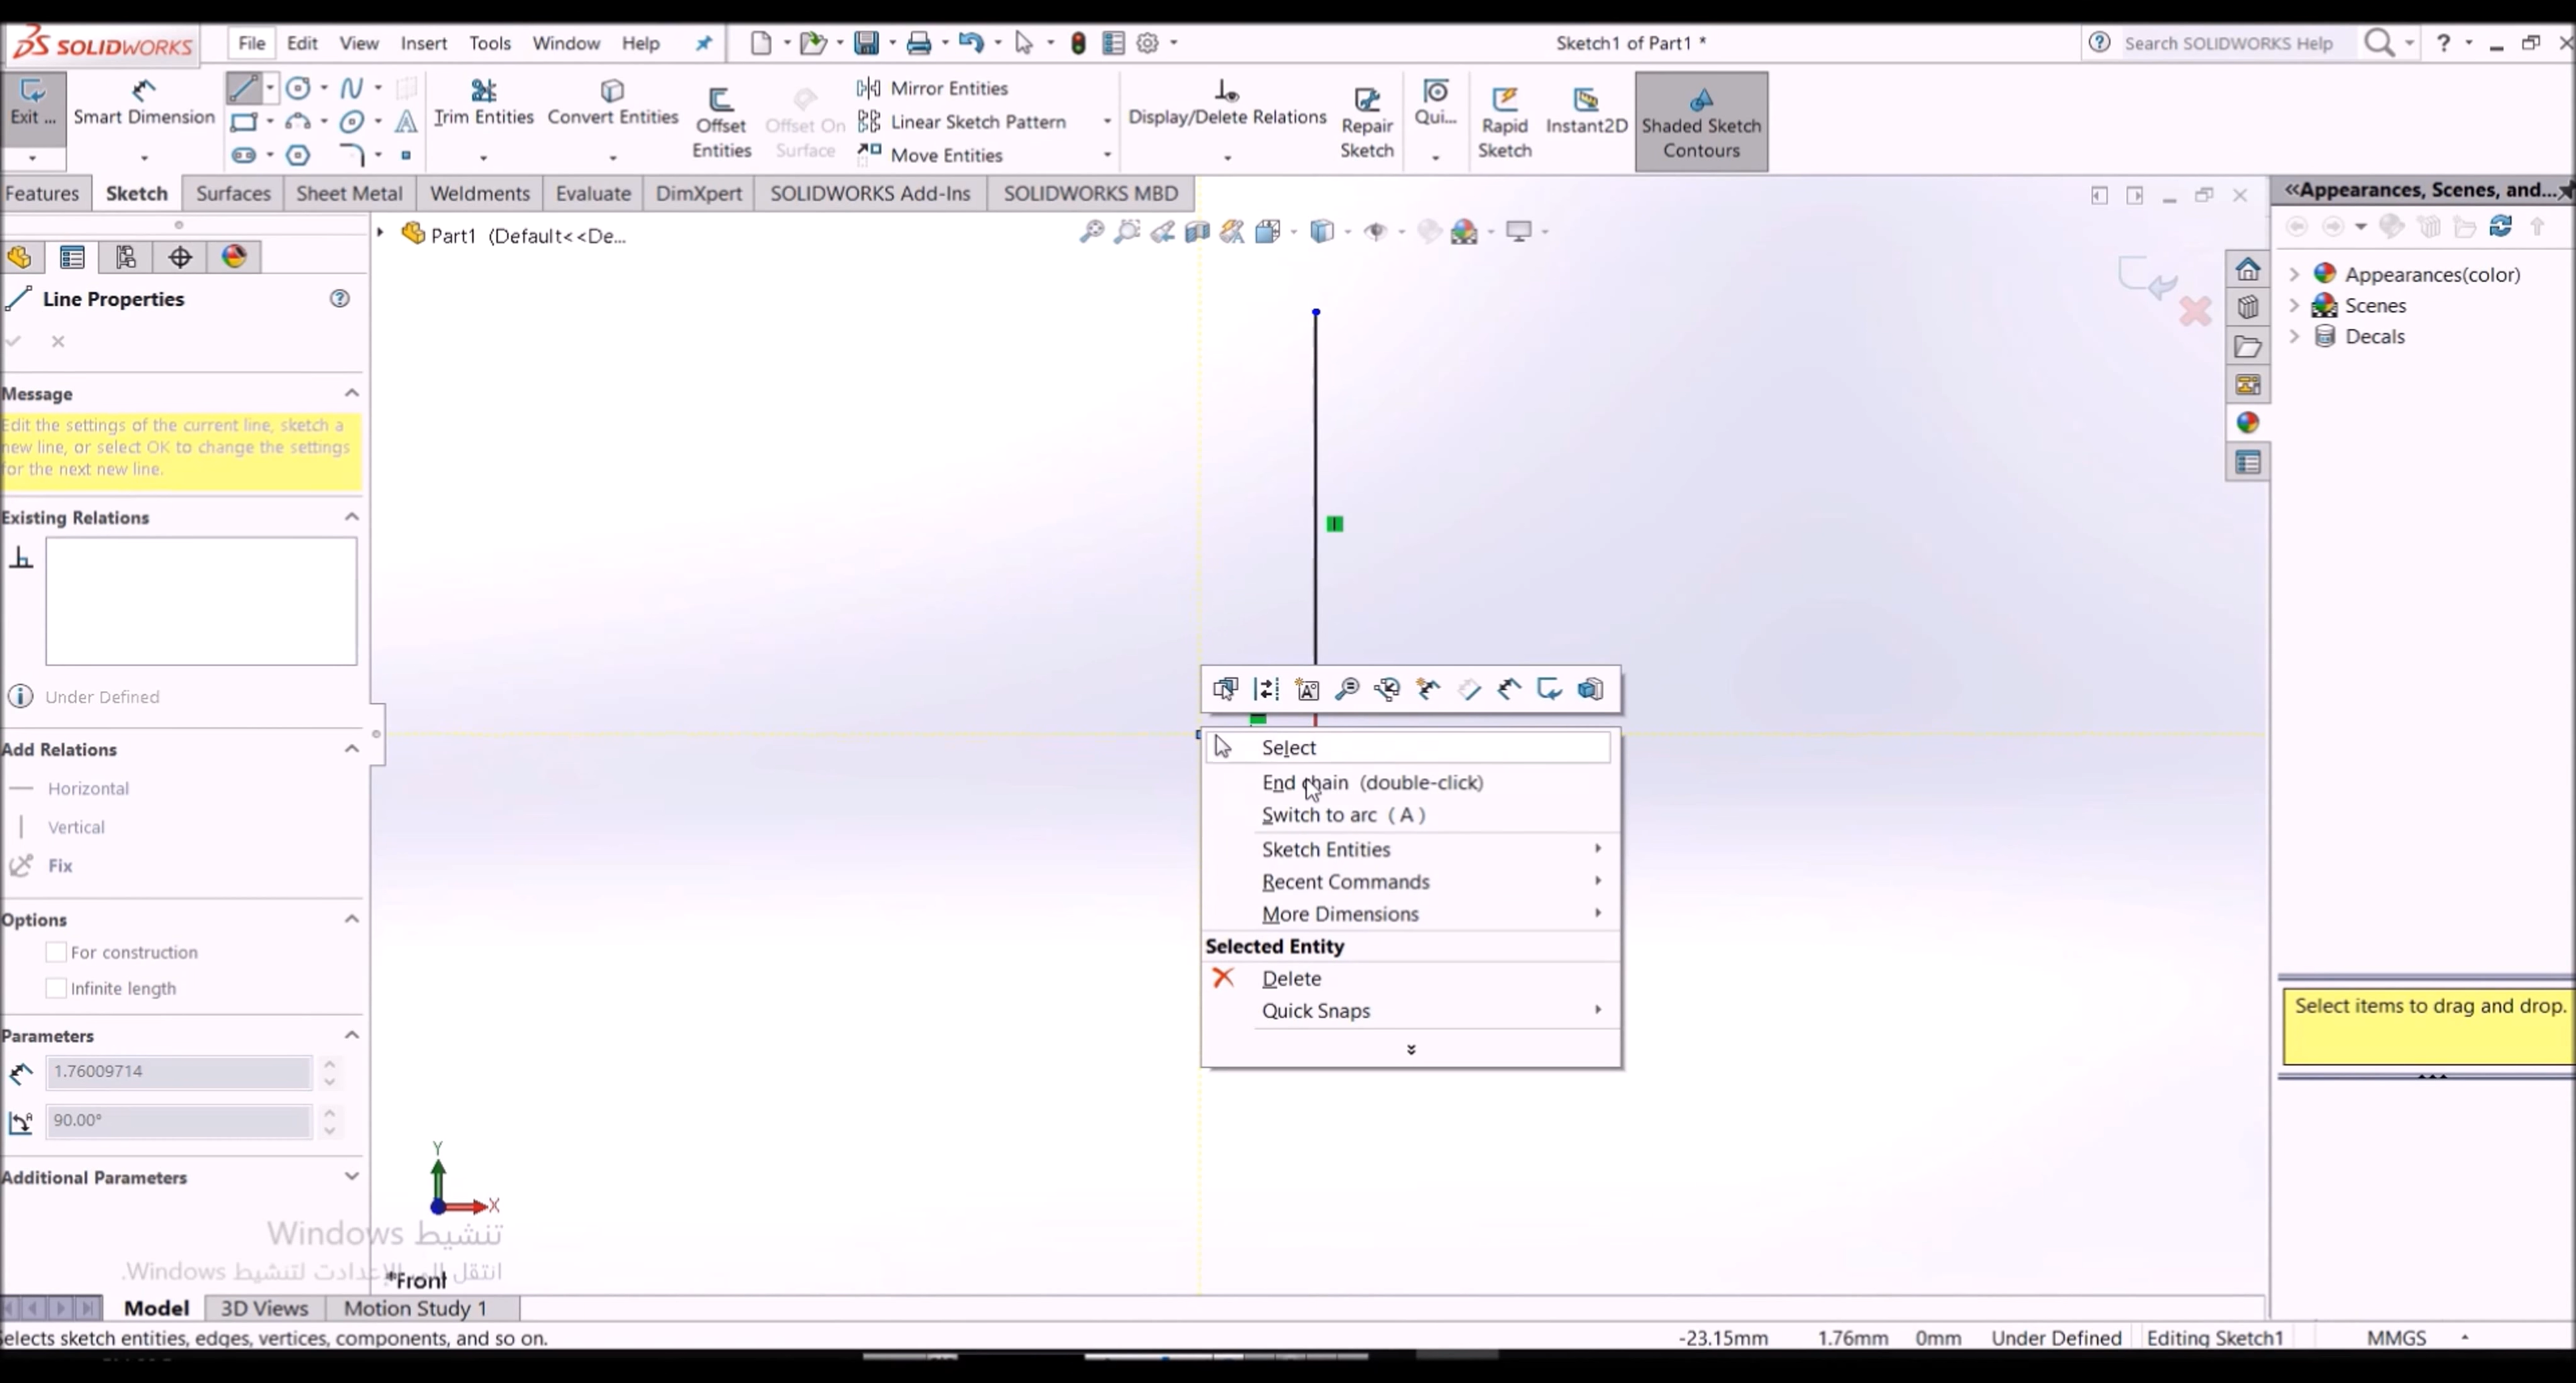 SOLIDWORKS File Edit View Insert Tools Window Help Sketch1 of Part1 * Search SOLIDWORKS Help
Exit ... Smart Dimension Trim Entities Convert Entities Offset Entities Offset On Surface Mirror Entities Linear Sketch Pattern Move Entities Display/Delete Relations Repair Sketch Qui... Rapid Sketch Instant2D Shaded Sketch Contours
Features Sketch Surfaces Sheet Metal Weldments Evaluate DimXpert SOLIDWORKS Add-Ins SOLIDWORKS MBD
Part1 (Default<<De...
Line Properties
Message
Edit the settings of the current line, sketch a
new line, or select OK to change the settings
for the next new line.
Existing Relations
Under Defined
Add Relations
Horizontal
Vertical
Fix
Options
For construction
Infinite length
Parameters
1.76009714
90.00°
Additional Parameters
Select
End chain (double-click)
Switch to arc ( A )
Sketch Entities
Recent Commands
More Dimensions
Selected Entity
Delete
Quick Snaps
«Appearances, Scenes, and...
Appearances(color)
Scenes
Decals
Select items to drag and drop.
Y
X
تنشيط Windows
انتقل إلى الإعدادت لتنشيط Windows.
*Front
Model 3D Views Motion Study 1
elects sketch entities, edges, vertices, components, and so on. -23.15mm 1.76mm 0mm Under Defined Editing Sketch1 MMGS